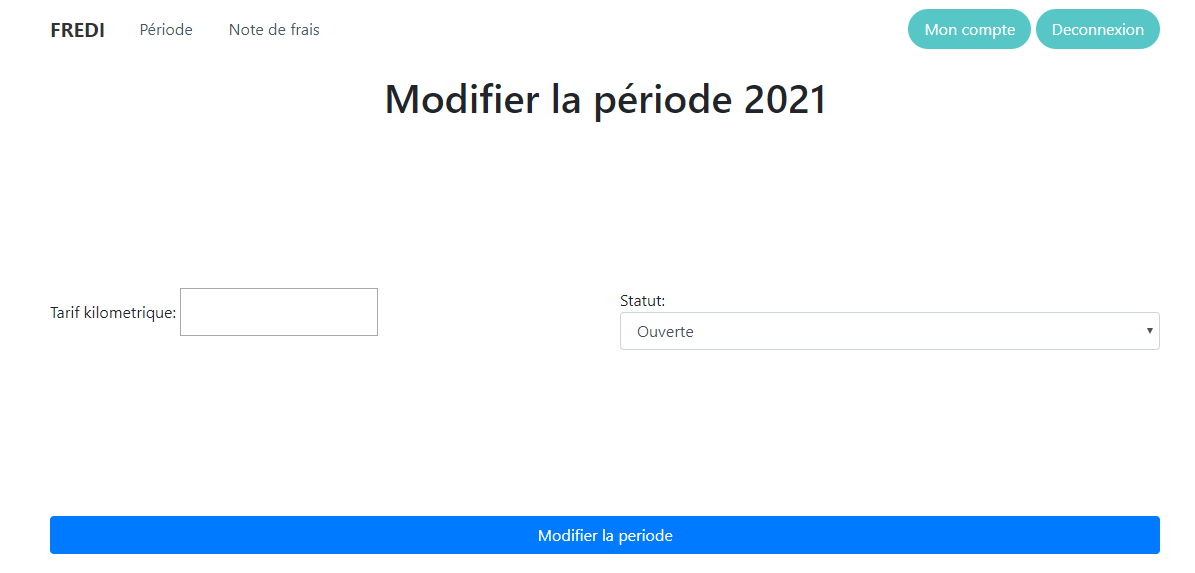 FREDI Période Note de frais Mon compte Deconnexion
Modifier la période 2021
Tarif kilometrique:
Statut:
Ouverte
Modifier la periode